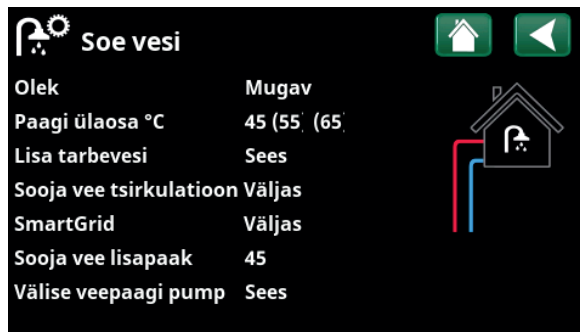 Soe vesi
Olek Mugav
Paagi ülaosa °C 45 (55) (65)
Lisa tarbevesi Sees
Sooja vee tsirkulatioon Väljas
SmartGrid Väljas
Sooja vee lisapaak 45
Välise veepaagi pump Sees